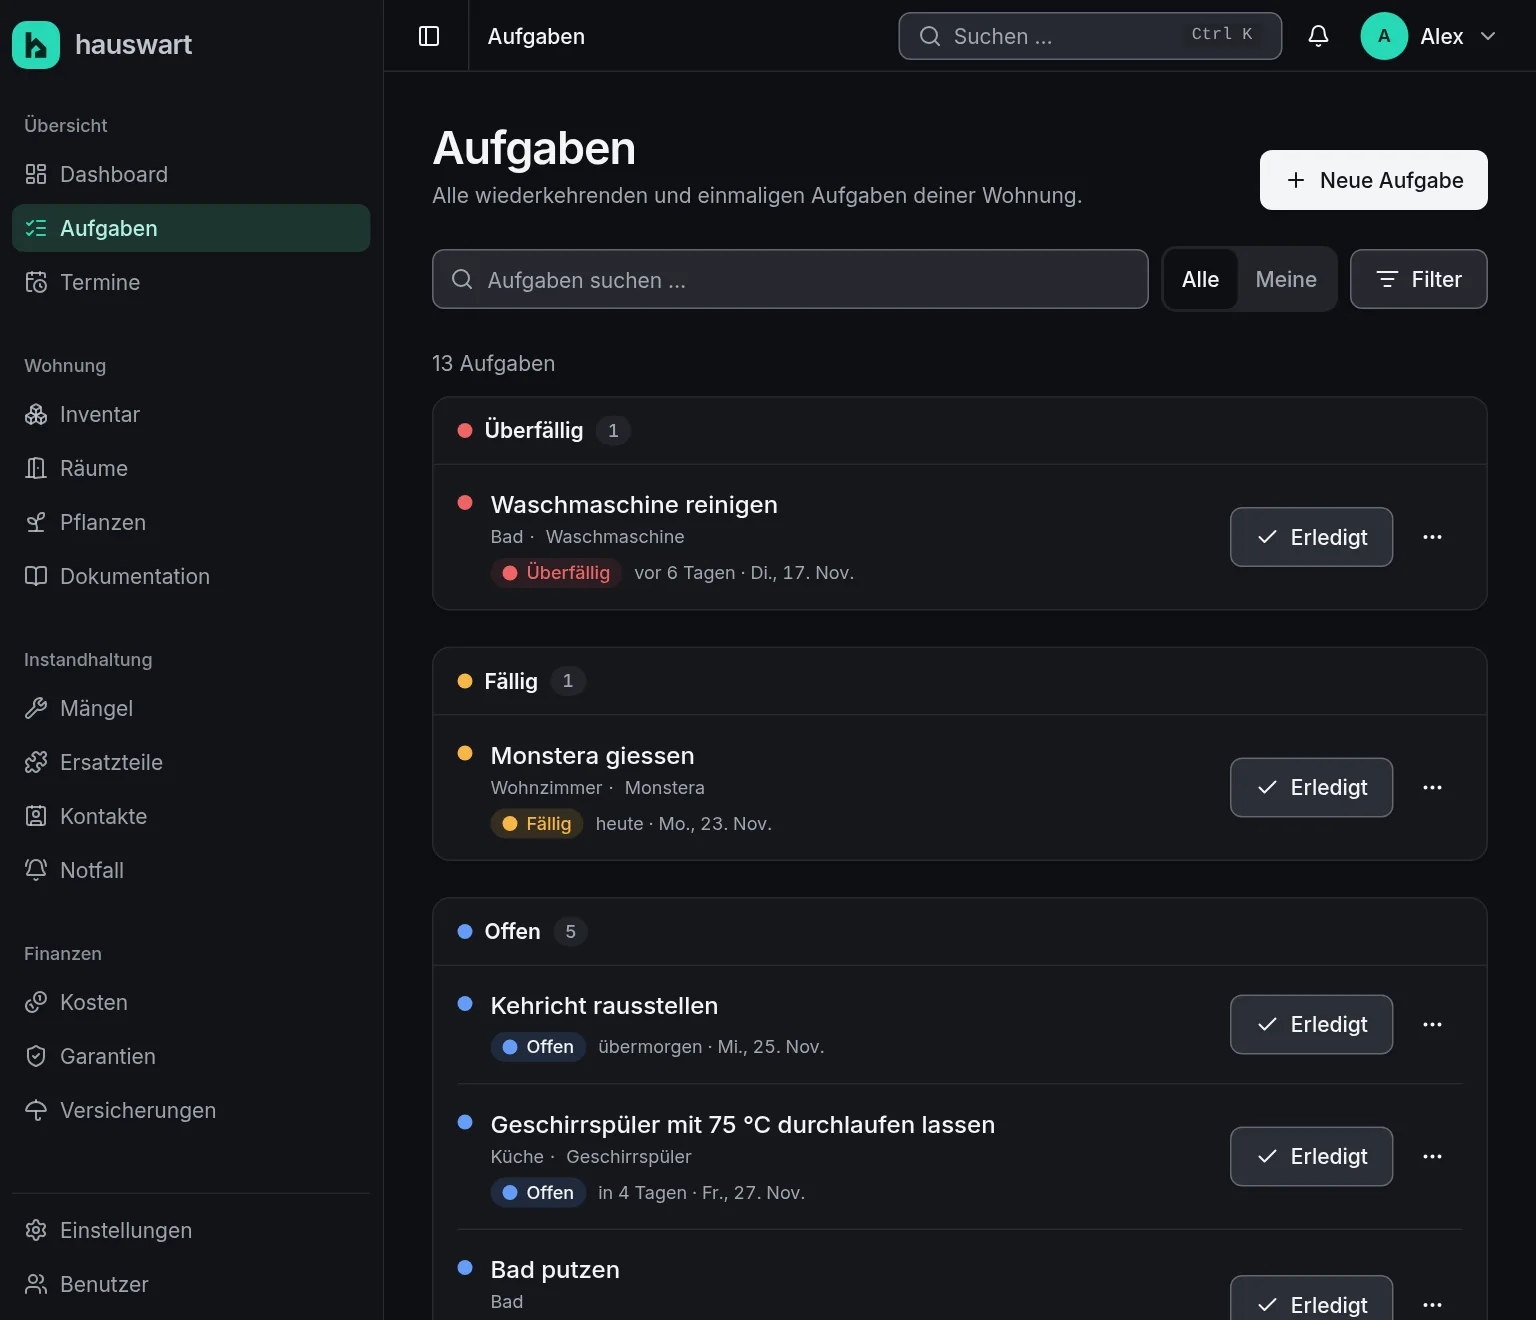 hauswart
Übersicht
Dashboard
Aufgaben
Termine
Wohnung
Inventar
Räume
Pflanzen
Dokumentation
Instandhaltung
Mängel
Ersatzteile
Kontakte
Notfall
Finanzen
Kosten
Garantien
Versicherungen
Einstellungen
Benutzer
Aufgaben
Suchen ... Ctrl K
A Alex
Aufgaben
Alle wiederkehrenden und einmaligen Aufgaben deiner Wohnung.
Neue Aufgabe
Aufgaben suchen ...
Alle Meine Filter
13 Aufgaben
Überfällig 1
Waschmaschine reinigen
Bad · Waschmaschine
Überfällig vor 6 Tagen · Di., 17. Nov.
Erledigt
Fällig 1
Monstera giessen
Wohnzimmer · Monstera
Fällig heute · Mo., 23. Nov.
Erledigt
Offen 5
Kehricht rausstellen
Offen übermorgen · Mi., 25. Nov.
Erledigt
Geschirrspüler mit 75 °C durchlaufen lassen
Küche · Geschirrspüler
Offen in 4 Tagen · Fr., 27. Nov.
Erledigt
Bad putzen
Bad
Erledigt